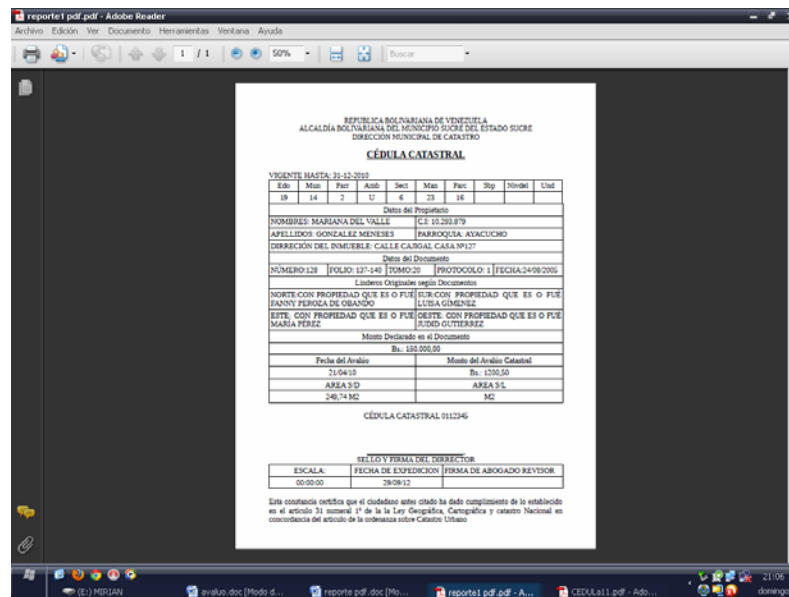 reporte1 pdf.pdf - Adobe Reader
Archivo Edición Ver Documento Herramientas Ventana Ayuda
1 / 1 50% Buscar
REPUBLICA BOLIVARIANA DE VENEZUELA
ALCALDÍA BOLIVARIANA DEL MUNICIPIO SUCRE DEL ESTADO SUCRE
DIRECCIÓN MUNICIPAL DE CATASTRO
CÉDULA CATASTRAL
VIGENTE HASTA: 31-12-2010
Edo Mun Parr Amb Sect Man Parc Sbp Nivdel Und
19 14 2 U 6 23 16
Datos del Propietario
NOMBRES: MARIANA DEL VALLE C.I: 10.293.879
APELLIDOS: GONZALEZ MENESES PARROQUIA: AYACUCHO
DIRRECIÓN DEL INMUEBLE: CALLE CAJIGAL CASA Nº127
Datos del Documento
NÚMERO:128 FOLIO: 137-140 TOMO:20 PROTOCOLO: 1 FECHA:24/08/2005
Linderos Originales según Documentos
NORTE:CON PROPIEDAD QUE ES O FUÉ SUR:CON PROPIEDAD QUE ES O FUÉ
FANNY PEROZA DE OBANDO LUISA GÍMENEZ
ESTE; CON PROPIEDAD QUE ES O FUÉ OESTE: CON PROPIEDAD QUE ES O FUÉ
MARÍA PÉREZ JUDID GUTIERREZ
Monto Declarado en el Documento
Bs.: 150.000,00
Fecha del Avalúo Monto del Avalúo Catastral
21/04/10 Bs.: 1200,50
AREA S/D AREA S/L
249,74 M2 M2
CÉDULA CATASTRAL 0112345
SELLO Y FIRMA DEL DIRRECTOR
ESCALA: FECHA DE EXPEDICION FIRMA DE ABOGADO REVISOR
00:00:00 29/09/12
Esta constancia certifica que el ciudadano antes citado ha dado cumplimiento de lo establecido
en el articulo 31 numeral 1º de la la Ley Geográfica, Cartográfica y catastro Nacional en
concordancia del articulo de la ordenanza sobre Catastro Urbano
21:06
(E:) MIRIAN avaluo.doc [Modo d... reporte pdf.doc [Mo... reporte1 pdf.pdf - A... CEDULa11.pdf - Ado... domingo